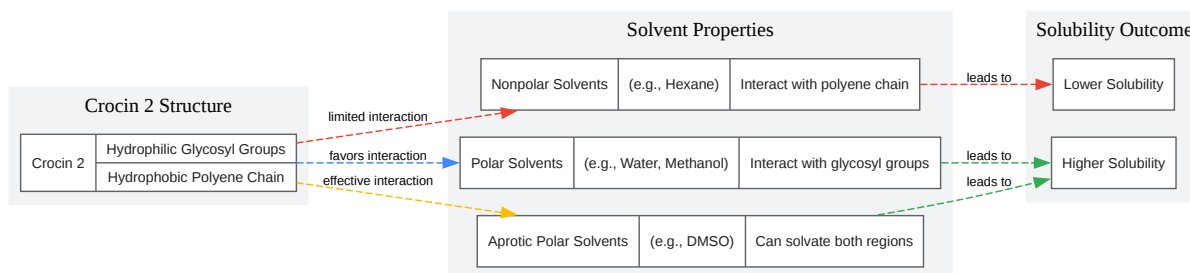 Crocin 2 Structure
Crocin 2
Hydrophilic Glycosyl Groups
Hydrophobic Polyene Chain
limited interaction
favors interaction
effective interaction
Solvent Properties
Nonpolar Solvents
(e.g., Hexane)
Interact with polyene chain
Polar Solvents
(e.g., Water, Methanol)
Interact with glycosyl groups
Aprotic Polar Solvents
(e.g., DMSO)
Can solvate both regions
leads to
leads to
leads to
Solubility Outcome
Lower Solubility
Higher Solubility